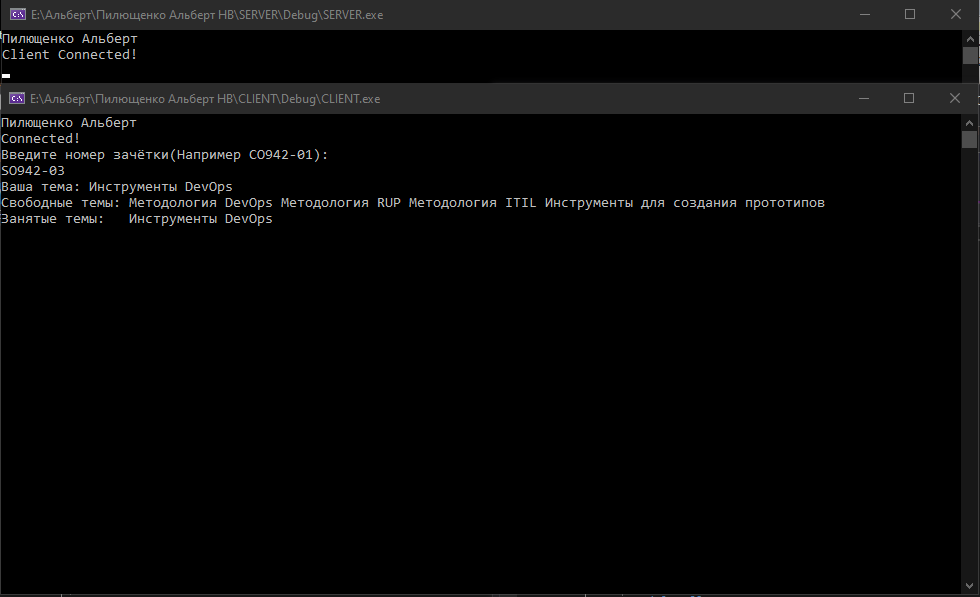 E:\Альберт\Пилющенко Альберт НВ\SERVER\Debug\SERVER.exe
Пилющенко Альберт
Client Connected!
E:\Альберт\Пилющенко Альберт НВ\CLIENT\Debug\CLIENT.exe
Пилющенко Альберт
Connected!
Введите номер зачётки(Например СО942-01):
SO942-03
Ваша тема: Инструменты DevOps
Свободные темы: Методология DevOps Методология RUP Методология ITIL Инструменты для создания прототипов
Занятые темы:   Инструменты DevOps